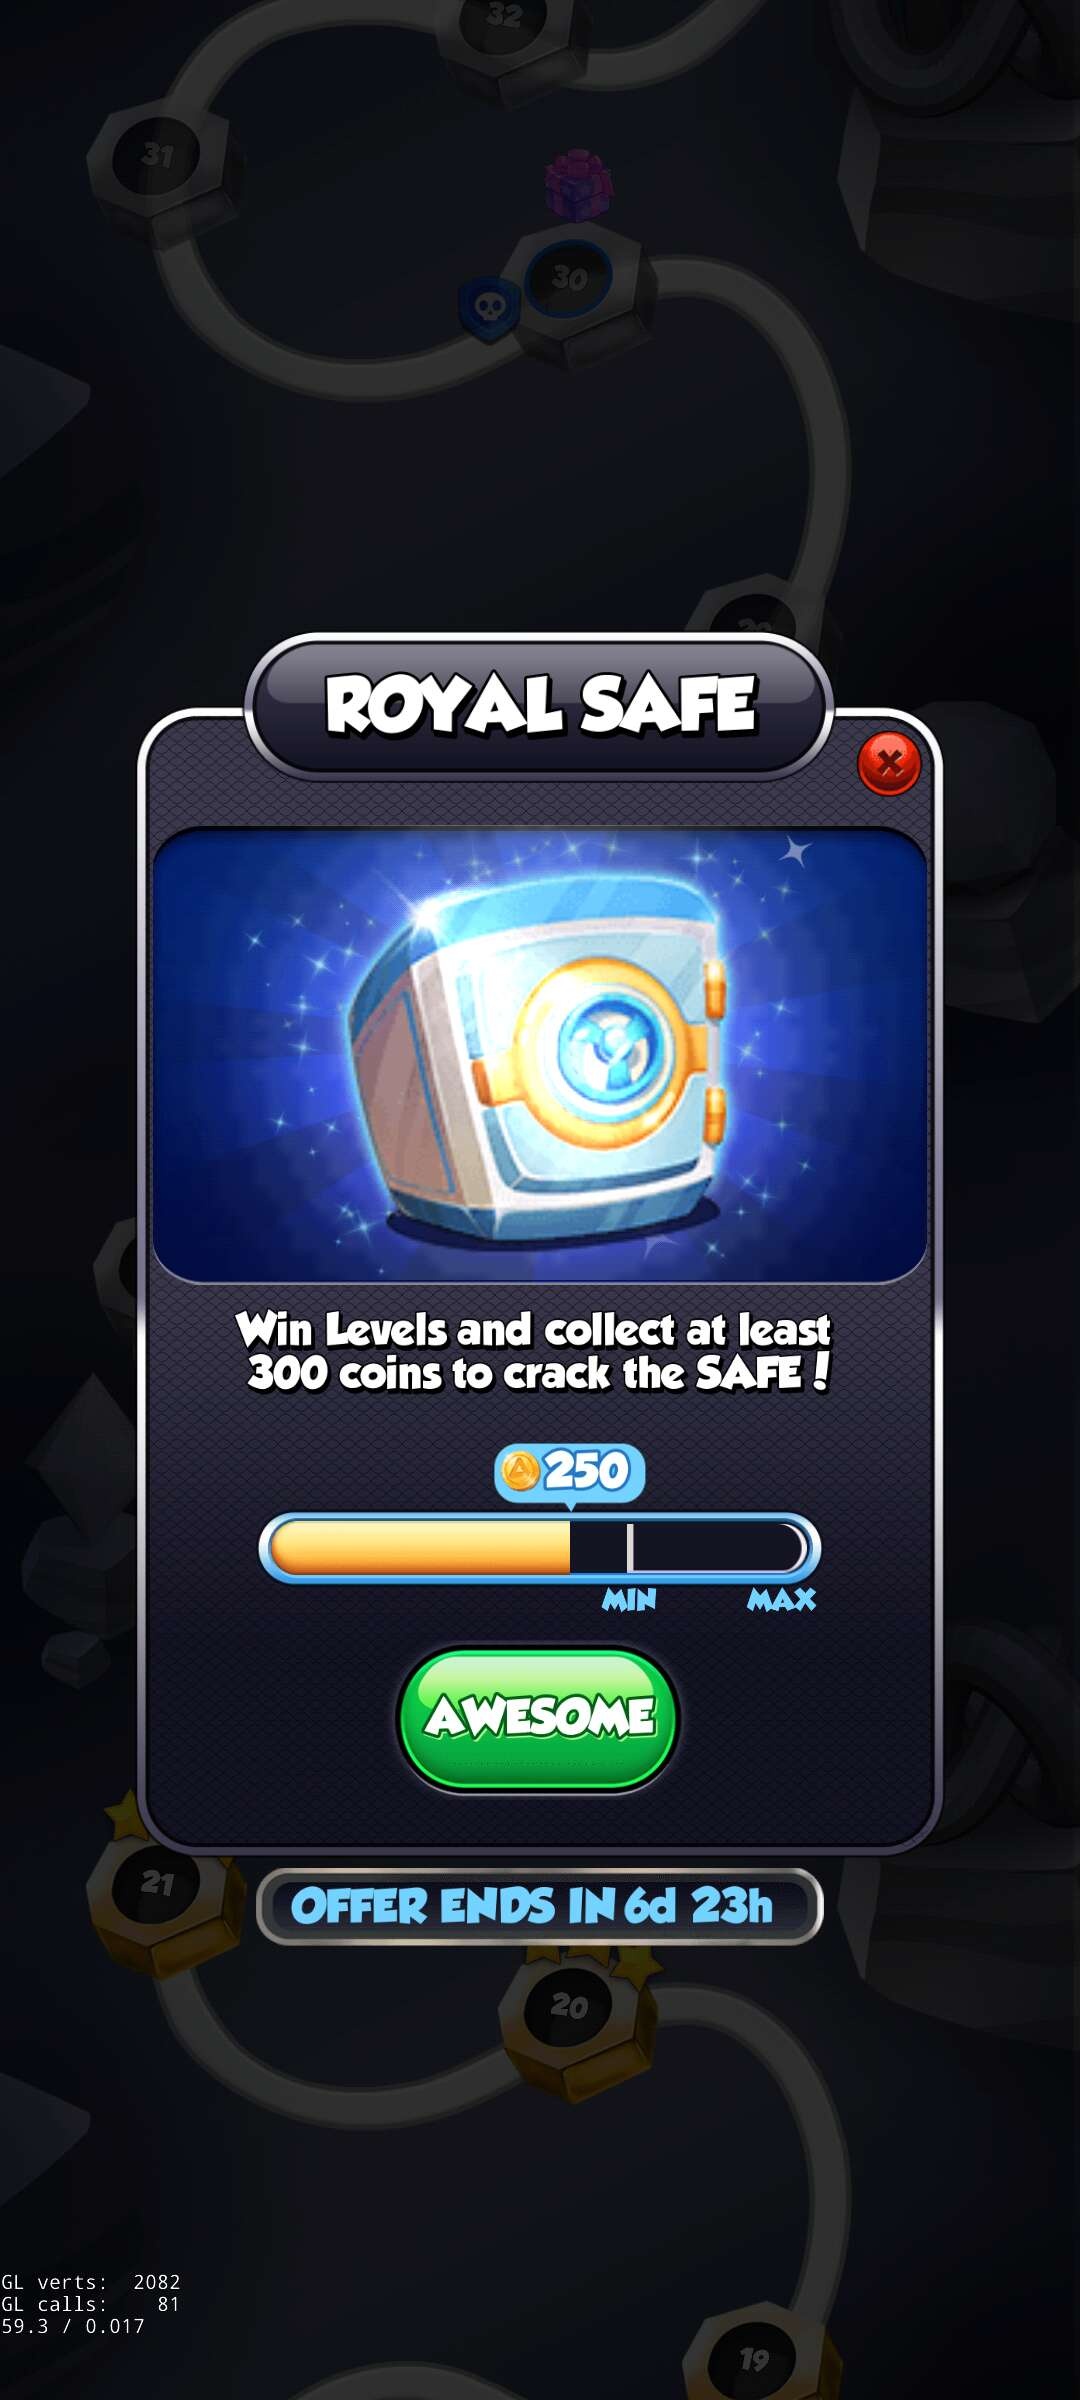 32
31
30
ROYAL SAFE
Win Levels and collect at least
300 coins to crack the SAFE!
250
MIN MAX
AWESOME
21
OFFER ENDS IN 6d 23h
20
GL verts: 2082
GL calls: 81
59.3 / 0.017
19